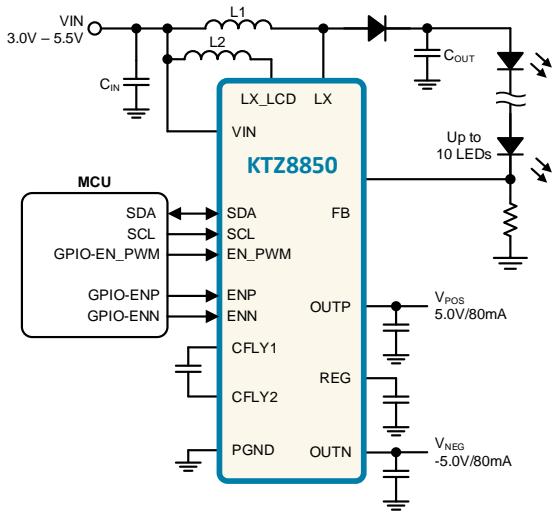 VIN
3.0V – 5.5V
L1
L2
CIN
COUT
LX_LCD LX
VIN
KTZ8850
Up to
10 LEDs
MCU
SDA SDA FB
SCL SCL
GPIO-EN_PWM EN_PWM
GPIO-ENP ENP
GPIO-ENN ENN
OUTP
VPOS
5.0V/80mA
CFLY1
REG
CFLY2
PGND
OUTN
VNEG
-5.0V/80mA